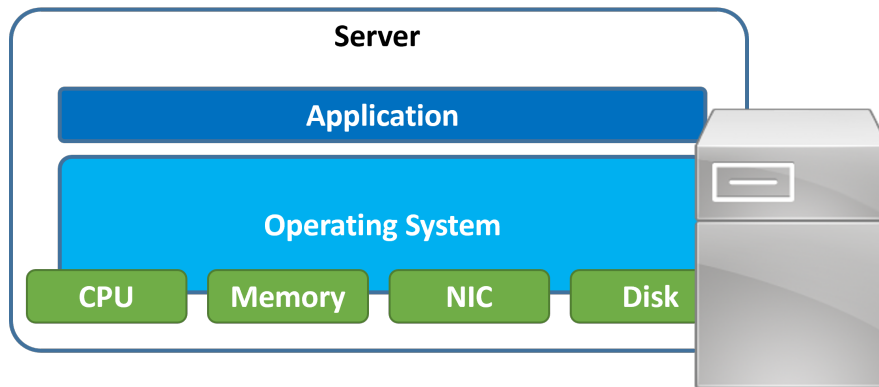 Server
Application
Operating System
CPU Memory NIC Disk